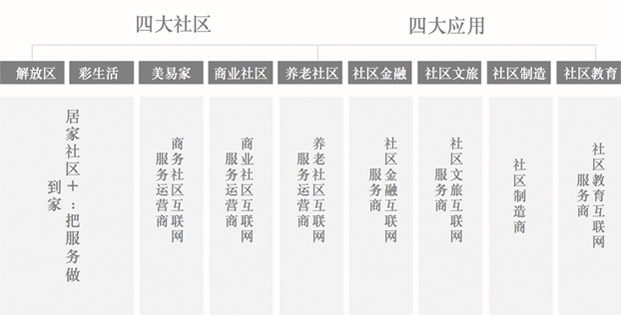 四大社区
四大应用
解放区
彩生活
美易家
商业社区
养老社区
社区金融
社区文旅
社区制造
社区教育
居家社区＋：把服务做
到家
商务社区互联网
服务运营商
商业社区互联网
服务运营商
养老社区互联网
服务运营商
社区金融互联网
服务商
社区文旅互联网
服务商
社区制造商
社区教育互联网
服务商